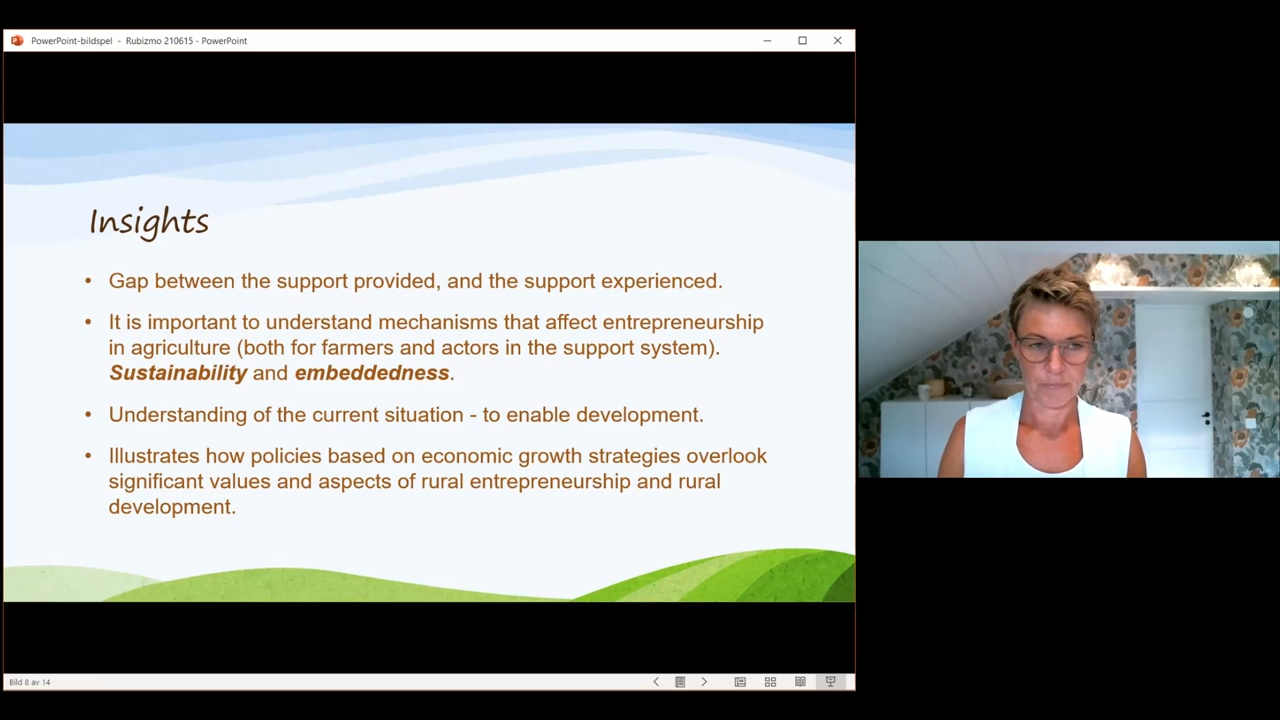 PowerPoint-bildspel - Rubizmo 210615 - PowerPoint
Insights
• Gap between the support provided, and the support experienced.
• It is important to understand mechanisms that affect entrepreneurship
in agriculture (both for farmers and actors in the support system).
Sustainability and embeddedness.
• Understanding of the current situation - to enable development.
• Illustrates how policies based on economic growth strategies overlook
significant values and aspects of rural entrepreneurship and rural
development.
Bild 8 av 14